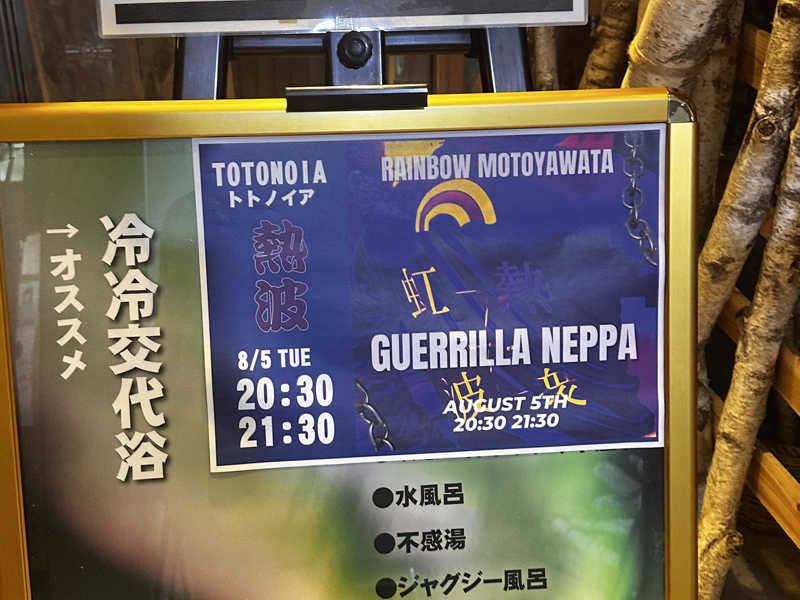 冷冷交代浴
→オススメ
TOTONOIA
トトノイア
熱波
8/5 TUE
20:30
21:30
RAINBOW MOTOYAWATA
虹一熱
GUERRILLA NEPPA
波
AUGUST 5TH
20:30 21:30
●水風呂
●不感湯
●ジャグジー風呂